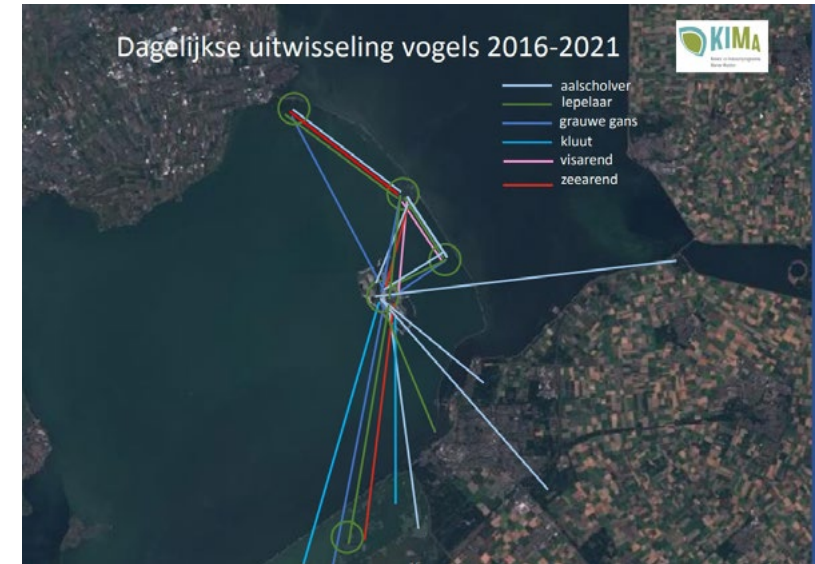 Dagelijkse uitwisseling vogels 2016-2021
KIMA
aalscholver
lepelaar
grauwe gans
kluut
visarend
zeearend